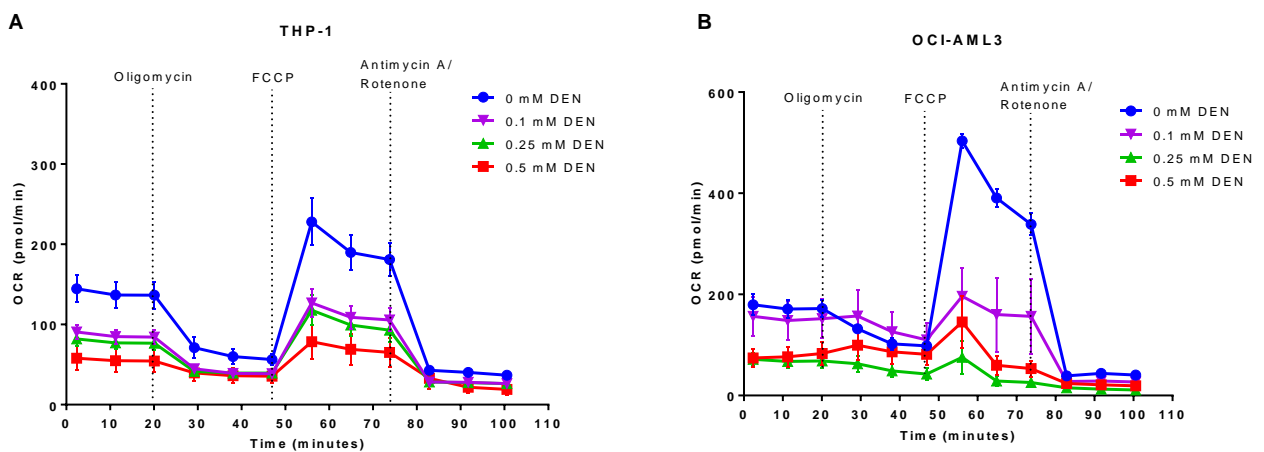 A
THP-1
Oligomycin
FCCP
Antimycin A/
Rotenone
0 mM DEN
0.1 mM DEN
0.25 mM DEN
0.5 mM DEN
OCR (pmol/min)
400
300
200
100
0
0 10 20 30 40 50 60 70 80 90 100 110
Time (minutes)
B
OCI-AML3
Oligomycin
FCCP
Antimycin A/
Rotenone
0 mM DEN
0.1 mM DEN
0.25 mM DEN
0.5 mM DEN
OCR (pmol/min)
600
400
200
0
0 10 20 30 40 50 60 70 80 90 100 110
Time (minutes)